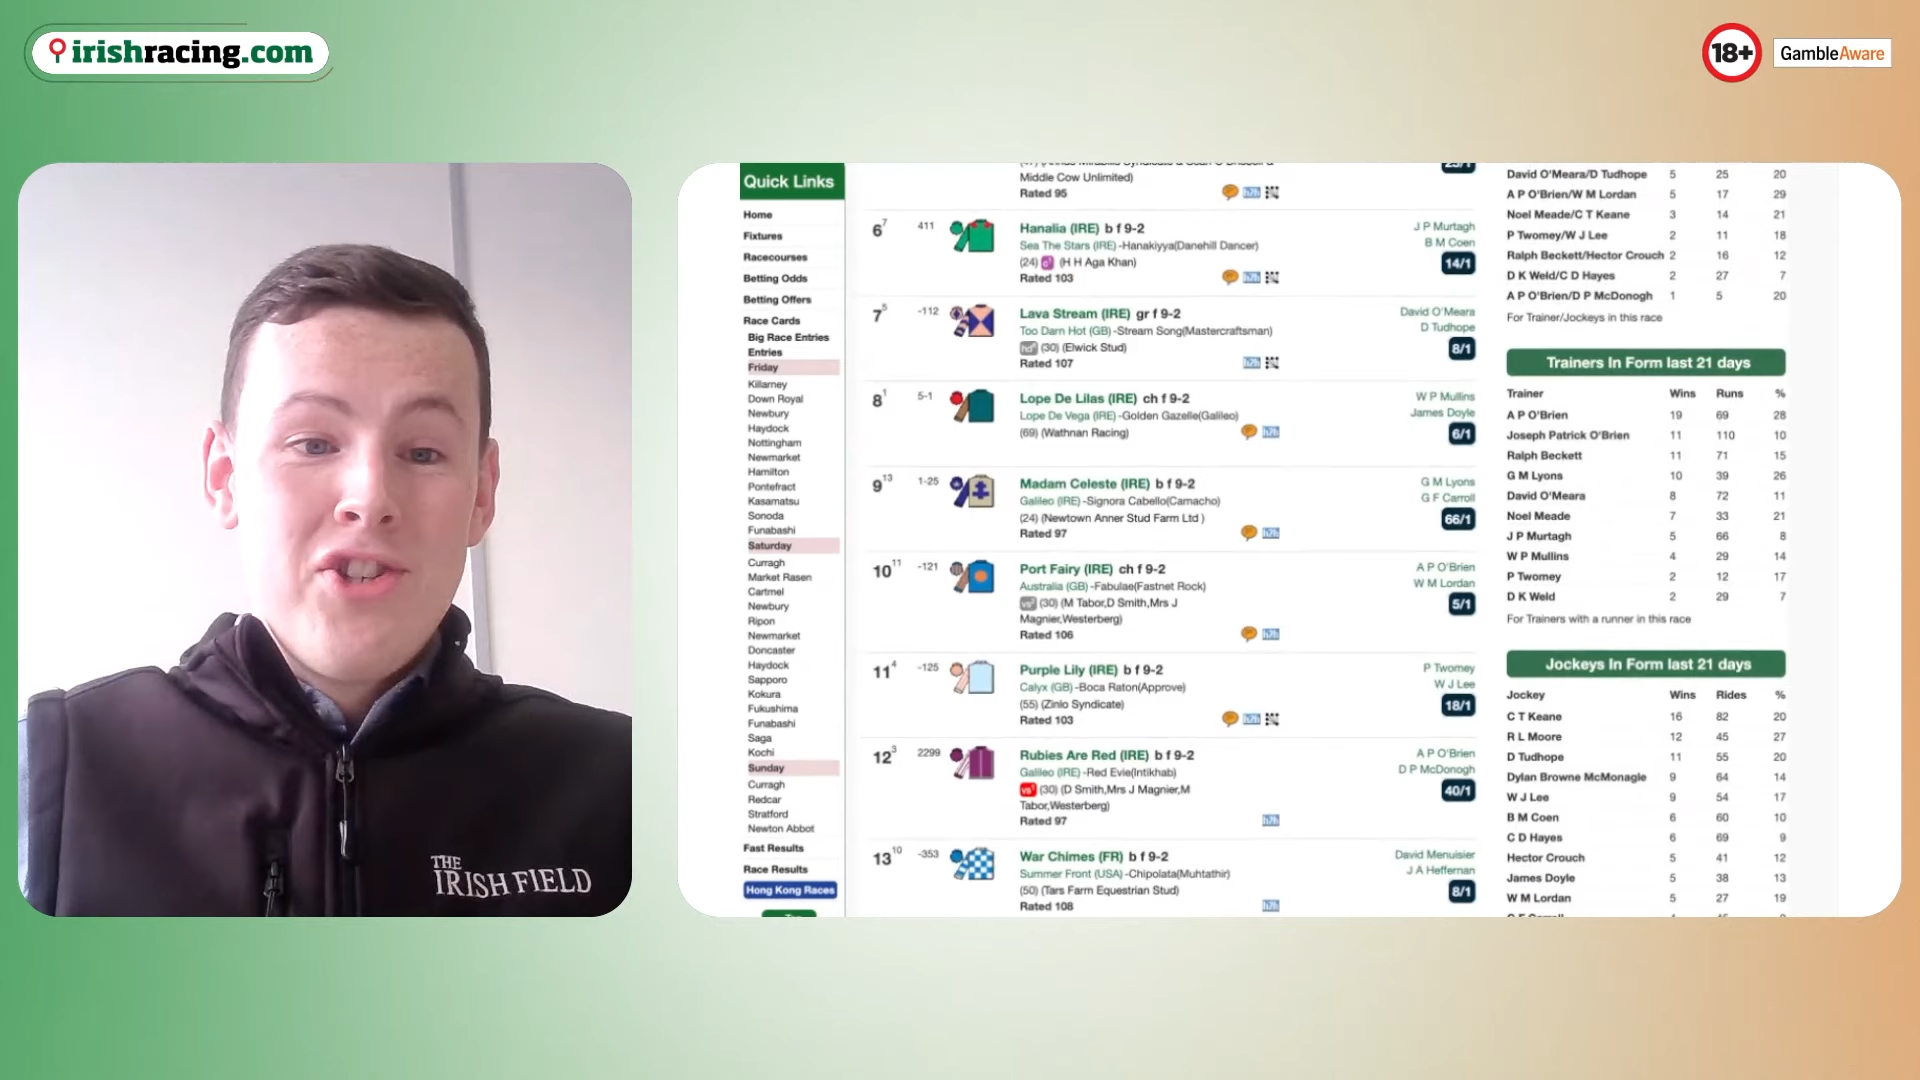 irishracing.com
18+
GambleAware
THE
IRISH FIELD
Quick Links
Home
Fixtures
Racecourses
Betting Odds
Betting Offers
Race Cards
Big Race Entries
Entries
Friday
Killarney
Down Royal
Newbury
Haydock
Nottingham
Newmarket
Hamilton
Pontefract
Kasamatsu
Sonoda
Funabashi
Saturday
Curragh
Market Rasen
Cartmel
Newbury
Ripon
Newmarket
Doncaster
Haydock
Sapporo
Kokura
Fukushima
Funabashi
Saga
Kochi
Sunday
Curragh
Redcar
Stratford
Newton Abbot
Fast Results
Race Results
Hong Kong Races
Middle Cow Unlimited)
Rated 95
6 7 411 Hanalia (IRE) b f 9-2 J P Murtagh
Sea The Stars (IRE) -Hanakiyya(Danehill Dancer) B M Coen
(24) (H H Aga Khan) 14/1
Rated 103 h2h
7 5 -112 Lava Stream (IRE) gr f 9-2 David O'Meara
Too Darn Hot (GB) -Stream Song(Mastercraftsman) D Tudhope
(30) (Elwick Stud) 8/1
Rated 107 h2h
8 1 5-1 Lope De Lilas (IRE) ch f 9-2 W P Mullins
Lope De Vega (IRE) -Golden Gazelle(Galileo) James Doyle
(69) (Wathnan Racing) h2h 6/1
9 13 1-25 Madam Celeste (IRE) b f 9-2 G M Lyons
Galileo (IRE) -Signora Cabello(Camacho) G F Carroll
(24) (Newtown Anner Stud Farm Ltd ) 66/1
Rated 97 h2h
10 11 -121 Port Fairy (IRE) ch f 9-2 A P O'Brien
Australia (GB) -Fabulae(Fastnet Rock) W M Lordan
(30) (M Tabor,D Smith,Mrs J 5/1
Magnier,Westerberg)
Rated 106 h2h
11 4 -125 Purple Lily (IRE) b f 9-2 P Twomey
Calyx (GB) -Boca Raton(Approve) W J Lee
(55) (Zinlo Syndicate) 18/1
Rated 103 h2h
12 3 2299 Rubies Are Red (IRE) b f 9-2 A P O'Brien
Galileo (IRE) -Red Evie(Intikhab) D P McDonogh
(30) (D Smith,Mrs J Magnier,M 40/1
Tabor,Westerberg)
Rated 97 h2h
13 10 -353 War Chimes (FR) b f 9-2 David Menuisier
Summer Front (USA) -Chipolata(Muhtathir) J A Heffernan
(50) (Tars Farm Equestrian Stud) 8/1
Rated 108 h2h
David O'Meara/D Tudhope 5 25 20
A P O'Brien/W M Lordan 5 17 29
Noel Meade/C T Keane 3 14 21
P Twomey/W J Lee 2 11 18
Ralph Beckett/Hector Crouch 2 16 12
D K Weld/C D Hayes 2 27 7
A P O'Brien/D P McDonogh 1 5 20
For Trainer/Jockeys in this race
Trainers In Form last 21 days
Trainer Wins Runs %
A P O'Brien 19 69 28
Joseph Patrick O'Brien 11 110 10
Ralph Beckett 11 71 15
G M Lyons 10 39 26
David O'Meara 8 72 11
Noel Meade 7 33 21
J P Murtagh 5 66 8
W P Mullins 4 29 14
P Twomey 2 12 17
D K Weld 2 29 7
For Trainers with a runner in this race
Jockeys In Form last 21 days
Jockey Wins Rides %
C T Keane 16 82 20
R L Moore 12 45 27
D Tudhope 11 55 20
Dylan Browne McMonagle 9 64 14
W J Lee 9 54 17
B M Coen 6 60 10
C D Hayes 6 69 9
Hector Crouch 5 41 12
James Doyle 5 38 13
W M Lordan 5 27 19